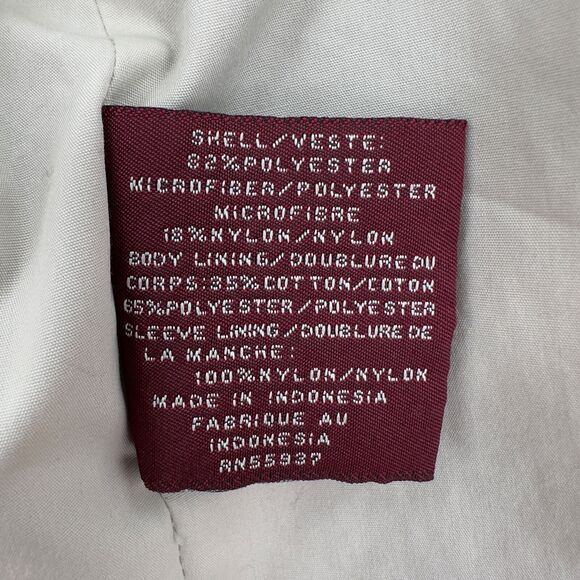 SHELL/VESTE:
82%POLYESTER
MICROFIBER/POLYESTER
MICROFIBRE
18%NYLON/NYLON
BODY LINING/DOUBLURE DU
CORPS:35%COTTON/COTON
65%POLYESTER/POLYESTER
SLEEVE LINING/DOUBLURE DE
LA MANCHE:
100%NYLON/NYLON
MADE IN INDONESIA
FABRIQUE AU
INDONESIA
RN55937